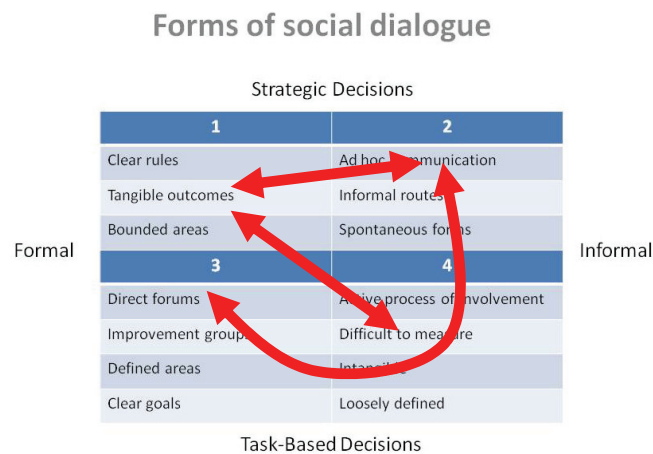 Forms of social dialogue
Strategic Decisions
1 2
Clear rules Ad hoc communication
Tangible outcomes Informal routes
Bounded areas Spontaneous forms
Formal
Informal
3 4
Direct forums Active process of involvement
Improvement groups Difficult to measure
Defined areas Intangible
Clear goals Loosely defined
Task-Based Decisions